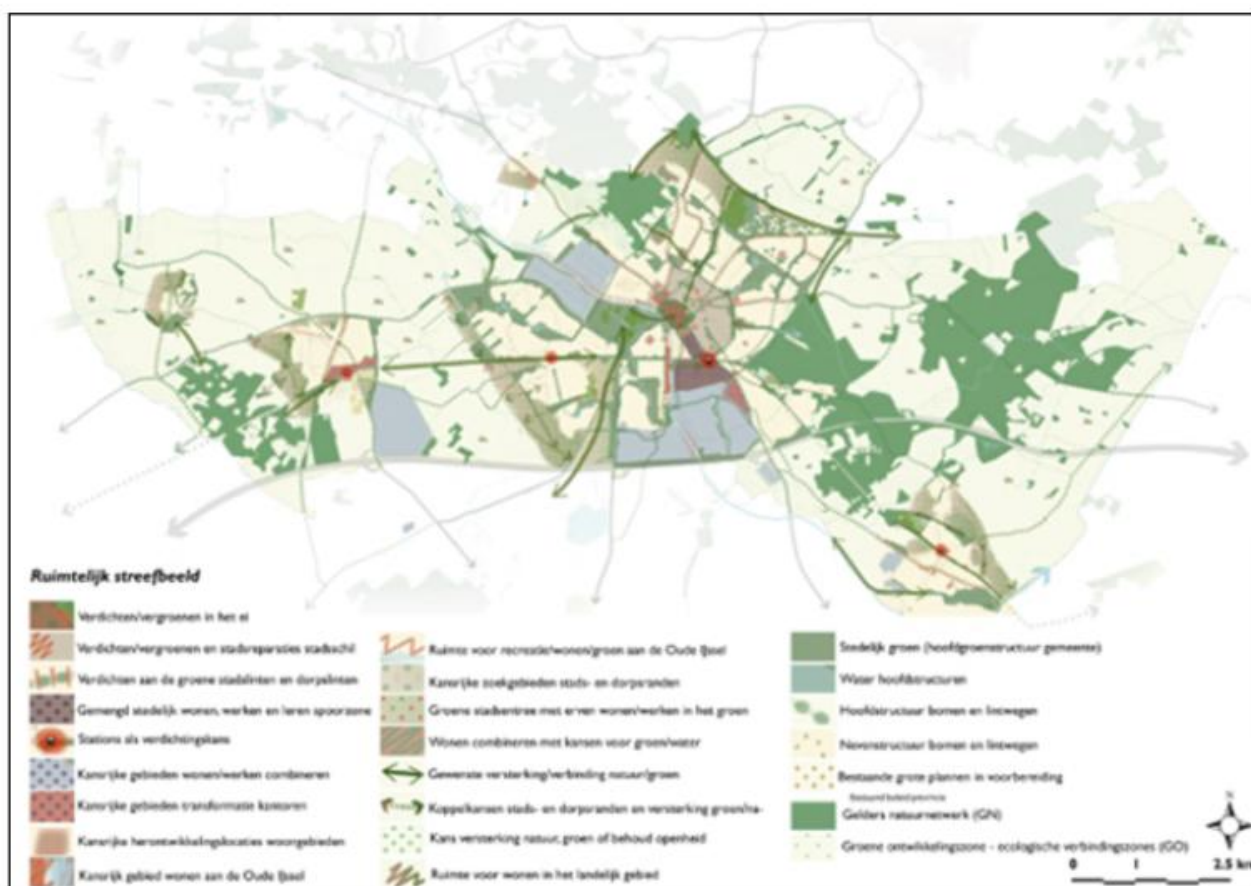 Ruimtelijk streefbeeld
Verdichten/vergroenen in het ei
Verdichten/vergroenen en stadsreparaties stadsschil
Verdichten aan de groene stadslinten en dorpslinten
Gemengd stedelijk wonen, werken en leren spoorzone
Stations als verdichtingskans
Kansrijke gebieden wonen/werken combineren
Kansrijke gebieden transformatie kantoren
Kansrijke herontwikkelingslocaties woongebieden
Kansrijk gebied wonen aan de Oude IJssel
Ruimte voor recreatie/wonen/groen aan de Oude IJssel
Kansrijke zoekgebieden stads- en dorpsranden
Groene stadsentree met erven wonen/werken in het groen
Wonen combineren met kansen voor groen/water
Gewenste versterking/verbinding natuur/groen
Koppelkansen stads- en dorpsranden en versterking groen/na-
Kans versterking natuur, groen of behoud openheid
Ruimte voor wonen in het landelijk gebied
Stedelijk groen (hoofdgroenstructuur gemeente)
Water hoofdstructuren
Hoofdstructuur bomen en lintwegen
Nevenstructuur bomen en lintwegen
Bestaande grote plannen in voorbereiding
Bestaand beleid provincie
Gelders natuurnetwerk (GN)
Groene ontwikkelingszone - ecologische verbindingszones (GO)
N
0 1 2.5 km